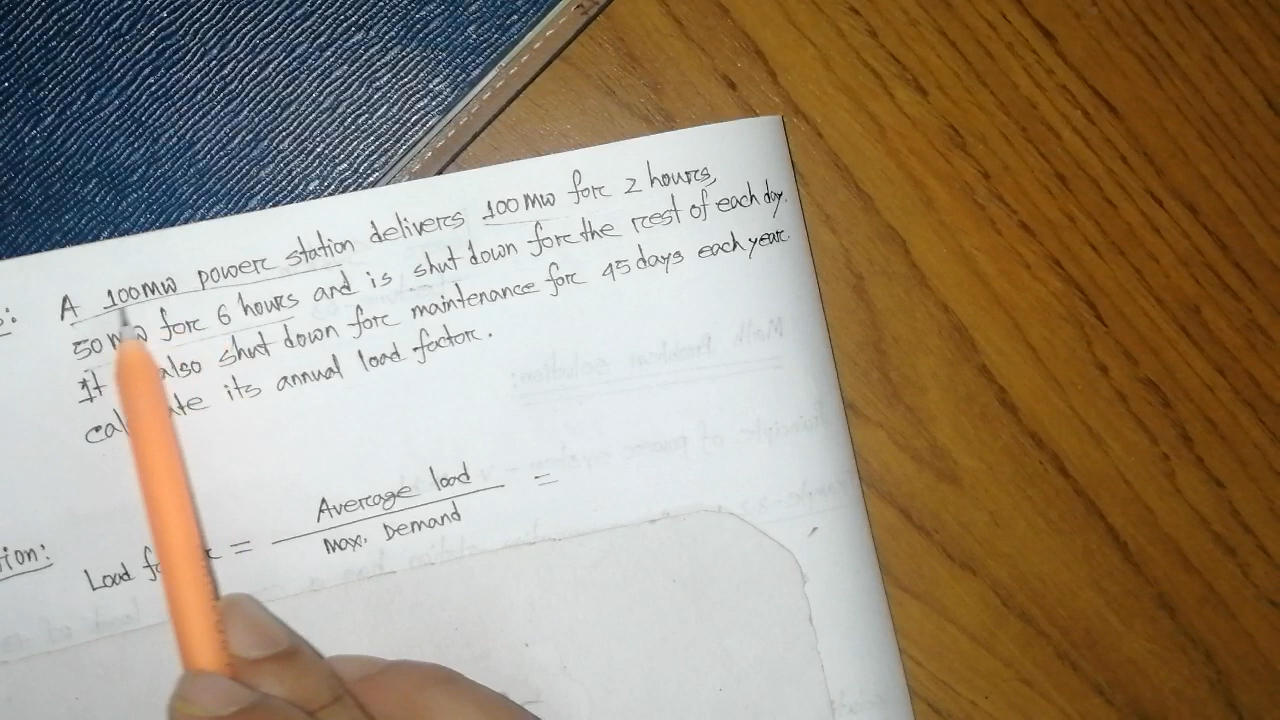 A 100MW power station delivers 100MW for 2 hours,
50 MW for 6 hours and is shut down for the rest of each day.
It also shut down for maintenance for 45 days each year.
its annual load factor.
Average load
Load = =
Max. Demand